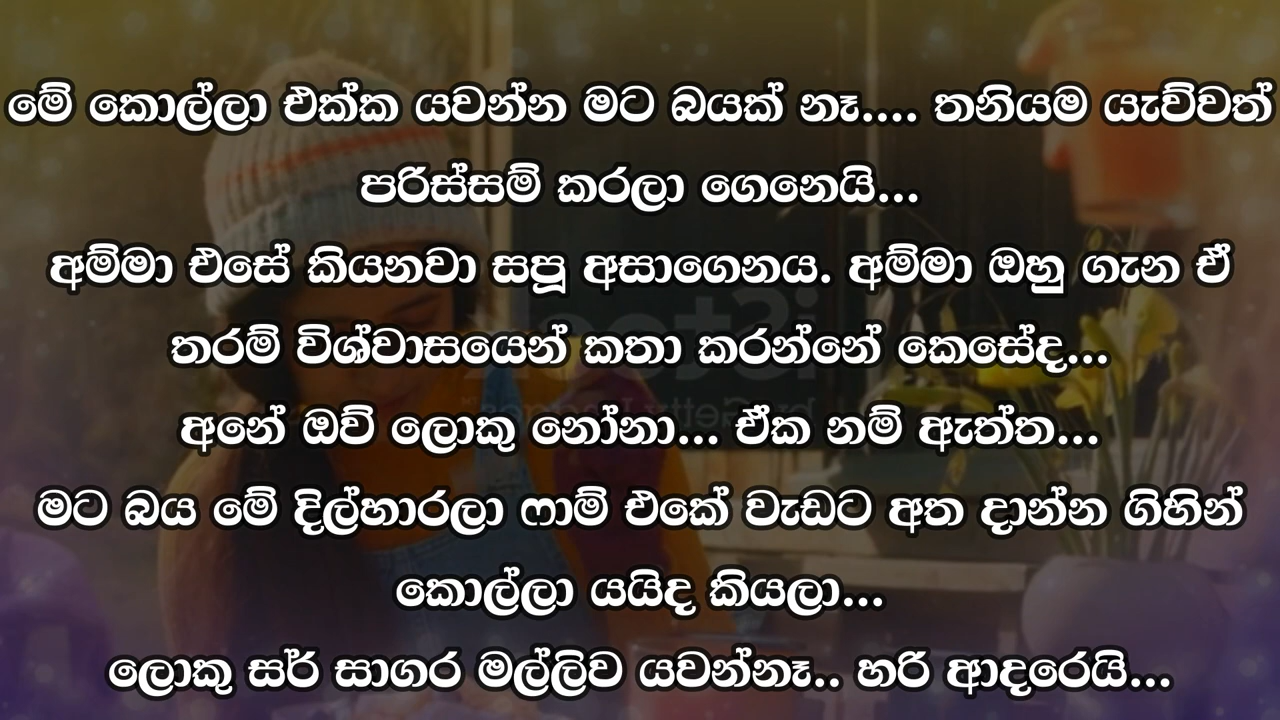 මේ කොල්ලා එක්ක යවන්න මට බයක් නෑ.... තනියම යැව්වත්
පරිස්සම් කරලා ගෙනෙයි...
අම්මා එසේ කියනවා සපූ අසාගෙනය. අම්මා ඔහු ගැන ඒ
තරම් විශ්වාසයෙන් කතා කරන්නේ කෙසේද...
අනේ ඔව් ලොකු නෝනා... ඒක නම් ඇත්ත...
මට බය මේ දිල්හාරලා ෆාම් එකේ වැඩට අත දාන්න ගිහින්
කොල්ලා යයිද කියලා...
ලොකු සර් සාගර මල්ලිව යවන්නෑ.. හරි ආදරෙයි...